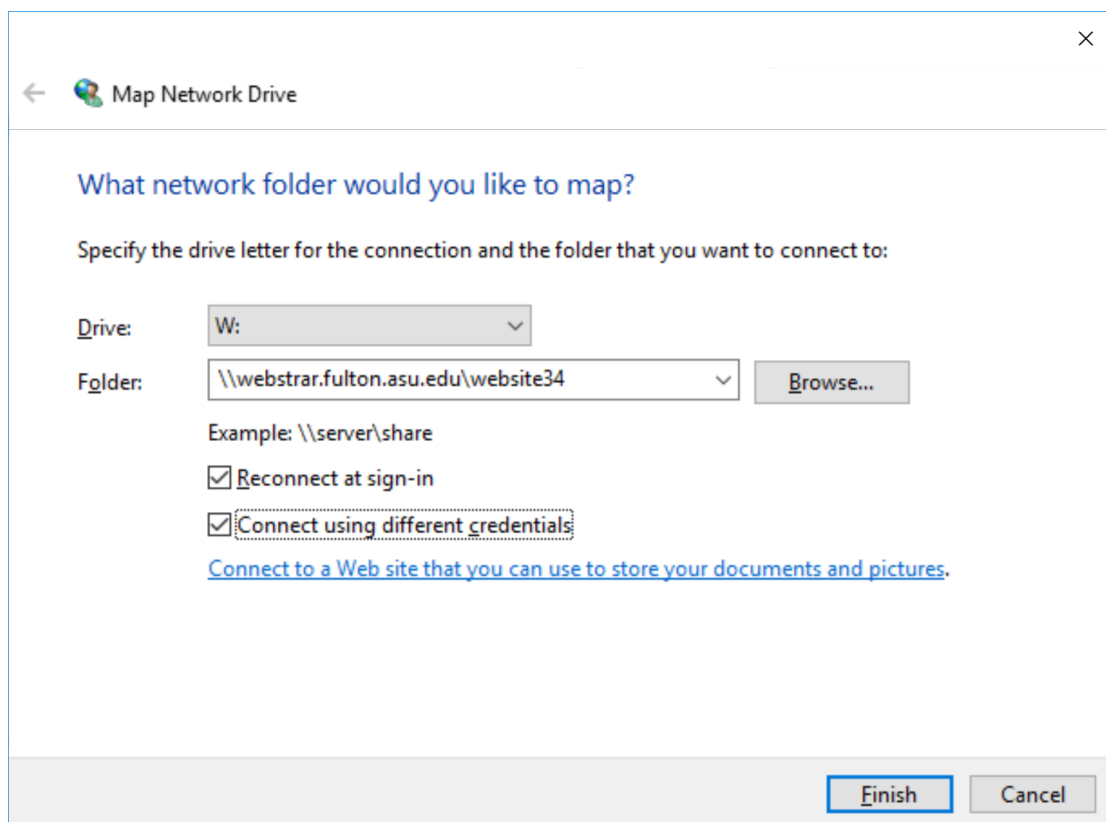 Map Network Drive
What network folder would you like to map?
Specify the drive letter for the connection and the folder that you want to connect to:
Drive: W:
Folder: \\webstrar.fulton.asu.edu\website34 Browse...
Example: \\server\share
Reconnect at sign-in
Connect using different credentials
Connect to a Web site that you can use to store your documents and pictures.
Finish Cancel